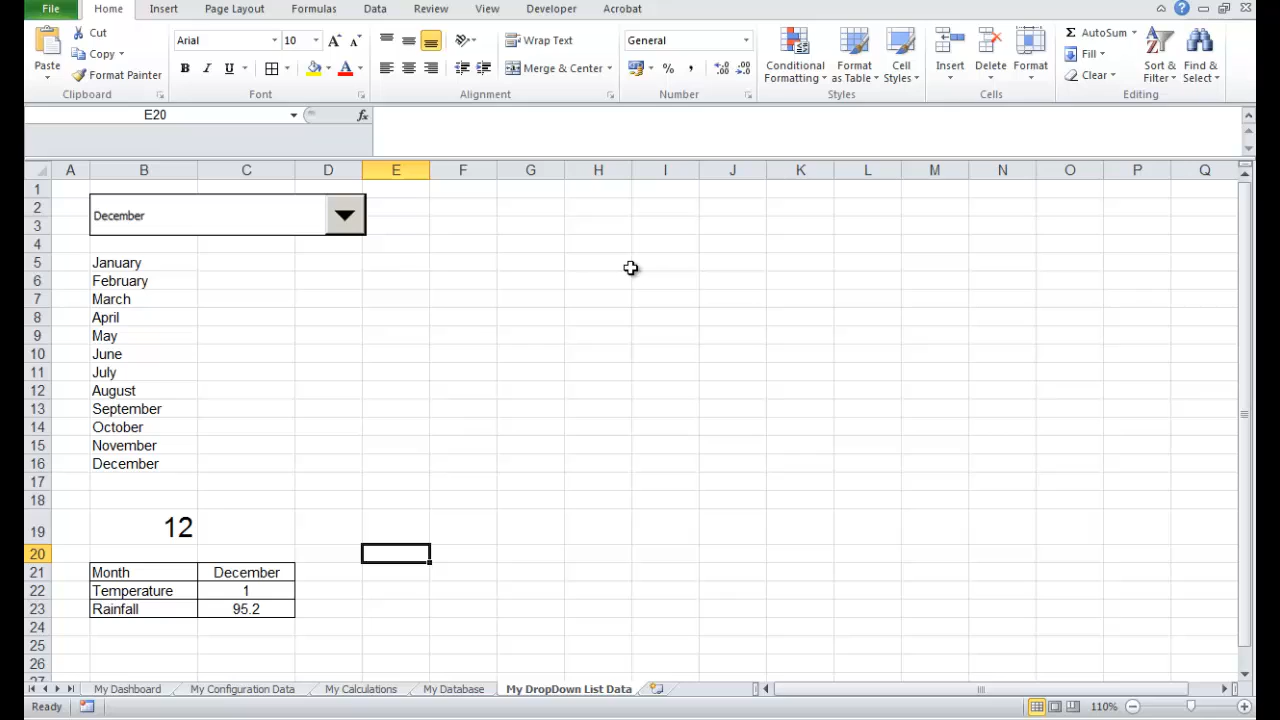 File Home Insert Page Layout Formulas Data Review View Developer Acrobat
Paste Cut Copy Format Painter Clipboard
Arial 10 A A B I U A Font
Wrap Text Merge & Center Alignment
General % , .00 .0 Number
Conditional Formatting Format as Table Cell Styles Styles
Insert Delete Format Cells
Σ AutoSum Fill Clear Sort & Filter Find & Select Editing
E20 fx
A B C D E F G H I J K L M N O P Q
1
2 December
3
4
5 January
6 February
7 March
8 April
9 May
10 June
11 July
12 August
13 September
14 October
15 November
16 December
17
18
19 12
20
21 Month December
22 Temperature 1
23 Rainfall 95.2
24
25
26
27
My Dashboard My Configuration Data My Calculations My Database My DropDown List Data
Ready 110%